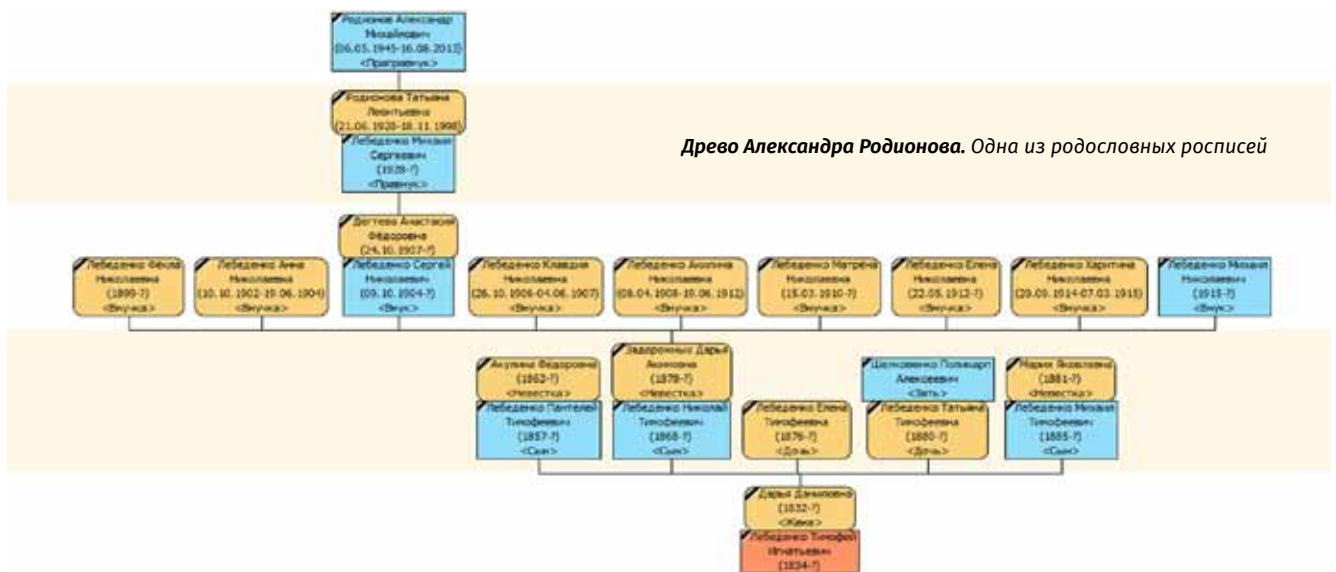 Родионов Александр
Михайлович
(06.05.1945-16.08.2013)
<Праправнук>
Родионова Татьяна
Леонтьевна
(21.06.1928-18.11.1998)
Лебеденко Михаил
Сергеевич
(1928-?)
<Правнук>
Древо Александра Родионова. Одна из родословных росписей
Дегтева Анастасия
Фёдоровна
(24.10.1907-?)
Лебеденко Фёкла
Николаевна
(1899-?)
<Внучка>
Лебеденко Анна
Николаевна
(10.10.1902-19.06.1904)
<Внучка>
Лебеденко Сергей
Николаевич
(09.10.1904-?)
<Внук>
Лебеденко Клавдия
Николаевна
(26.10.1906-04.06.1907)
<Внучка>
Лебеденко Акилина
Николаевна
(08.04.1908-19.06.1912)
<Внучка>
Лебеденко Матрёна
Николаевна
(15.03.1910-?)
<Внучка>
Лебеденко Елена
Николаевна
(22.05.1912-?)
<Внучка>
Лебеденко Харитина
Николаевна
(29.09.1914-07.03.1915)
<Внучка>
Лебеденко Михаил
Николаевич
(1915-?)
<Внук>
Акулина Фёдоровна
(1862-?)
<Невестка>
Лебеденко Пантелей
Тимофеевич
(1857-?)
<Сын>
Задорожных Дарья
Акимовна
(1878-?)
<Невестка>
Лебеденко Николай
Тимофеевич
(1868-?)
<Сын>
Лебеденко Елена
Тимофеевна
(1876-?)
<Дочь>
Шелковенко Поликарп
Алексеевич
<Зять>
Лебеденко Татьяна
Тимофеевна
(1880-?)
<Дочь>
Мария Яковлевна
(1881-?)
<Невестка>
Лебеденко Михаил
Тимофеевич
(1885-?)
<Сын>
Дарья Даниловна
(1832-?)
<Жена>
Лебеденко Тимофей
Игнатьевич
(1834-?)